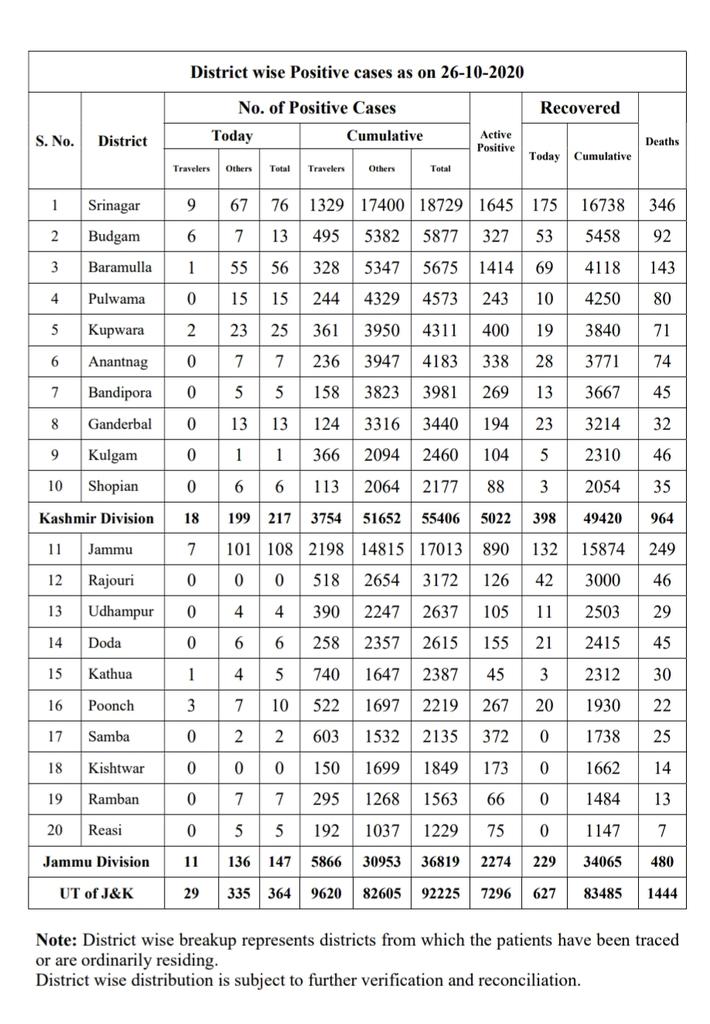 District wise Positive cases as on 26-10-2020
S. No. District No. of Positive Cases Active Positive Recovered Deaths
Today Cumulative Today Cumulative
Travelers Others Total Travelers Others Total
1 Srinagar 9 67 76 1329 17400 18729 1645 175 16738 346
2 Budgam 6 7 13 495 5382 5877 327 53 5458 92
3 Baramulla 1 55 56 328 5347 5675 1414 69 4118 143
4 Pulwama 0 15 15 244 4329 4573 243 10 4250 80
5 Kupwara 2 23 25 361 3950 4311 400 19 3840 71
6 Anantnag 0 7 7 236 3947 4183 338 28 3771 74
7 Bandipora 0 5 5 158 3823 3981 269 13 3667 45
8 Ganderbal 0 13 13 124 3316 3440 194 23 3214 32
9 Kulgam 0 1 1 366 2094 2460 104 5 2310 46
10 Shopian 0 6 6 113 2064 2177 88 3 2054 35
Kashmir Division 18 199 217 3754 51652 55406 5022 398 49420 964
11 Jammu 7 101 108 2198 14815 17013 890 132 15874 249
12 Rajouri 0 0 0 518 2654 3172 126 42 3000 46
13 Udhampur 0 4 4 390 2247 2637 105 11 2503 29
14 Doda 0 6 6 258 2357 2615 155 21 2415 45
15 Kathua 1 4 5 740 1647 2387 45 3 2312 30
16 Poonch 3 7 10 522 1697 2219 267 20 1930 22
17 Samba 0 2 2 603 1532 2135 372 0 1738 25
18 Kishtwar 0 0 0 150 1699 1849 173 0 1662 14
19 Ramban 0 7 7 295 1268 1563 66 0 1484 13
20 Reasi 0 5 5 192 1037 1229 75 0 1147 7
Jammu Division 11 136 147 5866 30953 36819 2274 229 34065 480
UT of J&K 29 335 364 9620 82605 92225 7296 627 83485 1444
Note: District wise breakup represents districts from which the patients have been traced
or are ordinarily residing.
District wise distribution is subject to further verification and reconciliation.